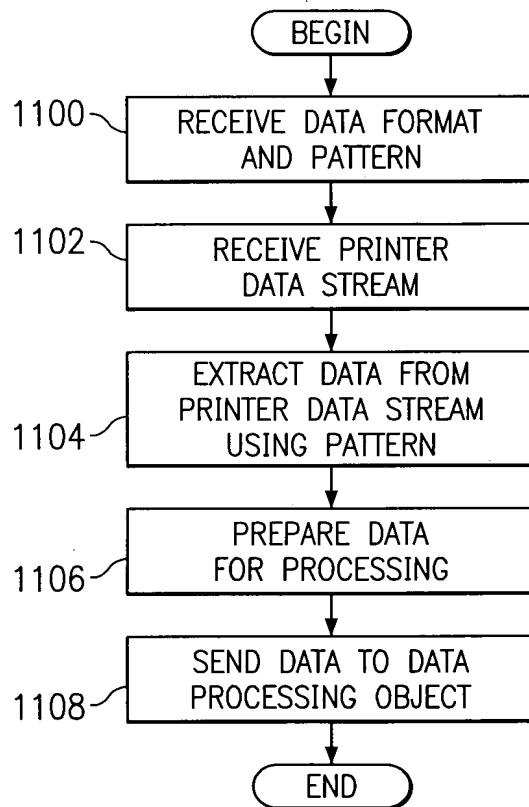 BEGIN
1100
RECEIVE DATA FORMAT
AND PATTERN
1102
RECEIVE PRINTER
DATA STREAM
1104
EXTRACT DATA FROM
PRINTER DATA STREAM
USING PATTERN
1106
PREPARE DATA
FOR PROCESSING
1108
SEND DATA TO DATA
PROCESSING OBJECT
END